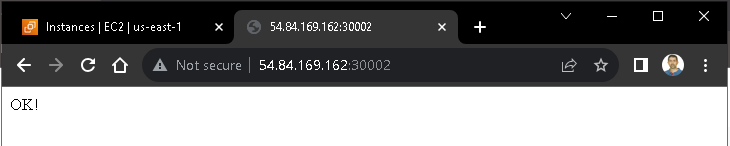 Instances | EC2 | us-east-1
54.84.169.162:30002
Not secure | 54.84.169.162:30002
OK!